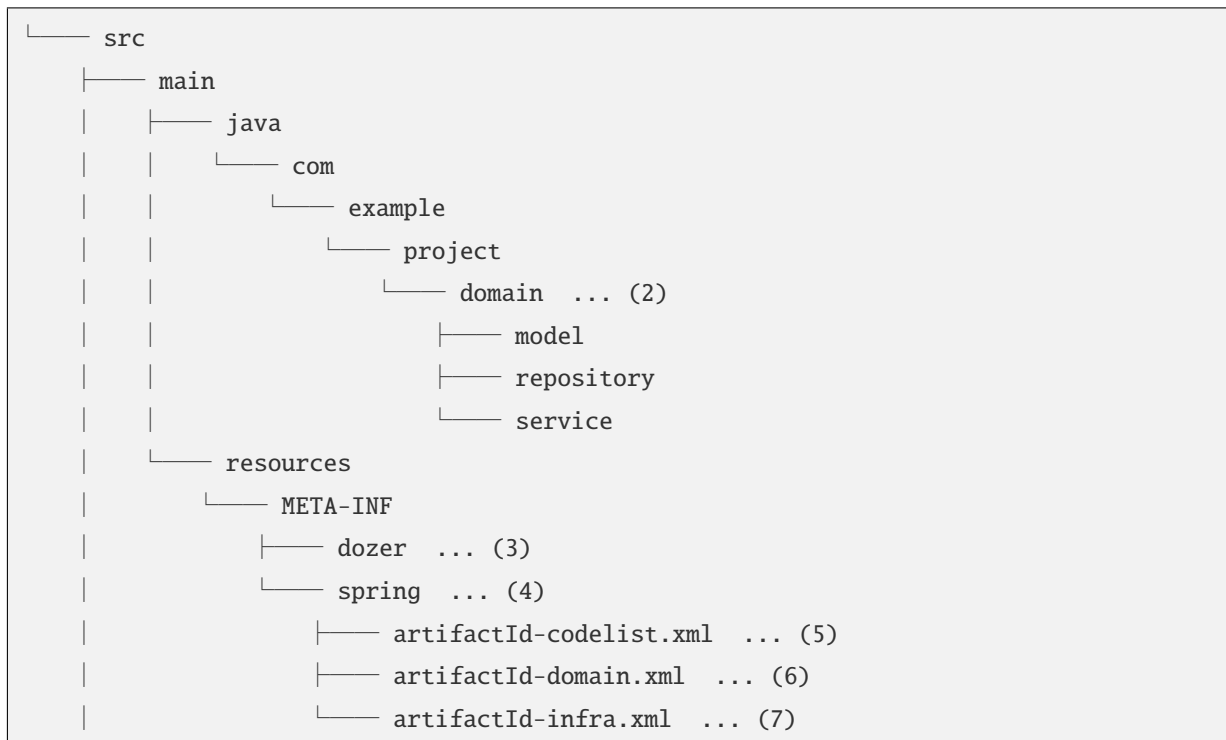 └── src
    ├── main
    │   ├── java
    │   │   └── com
    │   │       └── example
    │   │           └── project
    │   │               └── domain  ... (2)
    │   │                   ├── model
    │   │                   ├── repository
    │   │                   └── service
    │   └── resources
    │       └── META-INF
    │           ├── dozer  ... (3)
    │           └── spring  ... (4)
    │               ├── artifactId-codelist.xml  ... (5)
    │               ├── artifactId-domain.xml  ... (6)
    │               └── artifactId-infra.xml  ... (7)